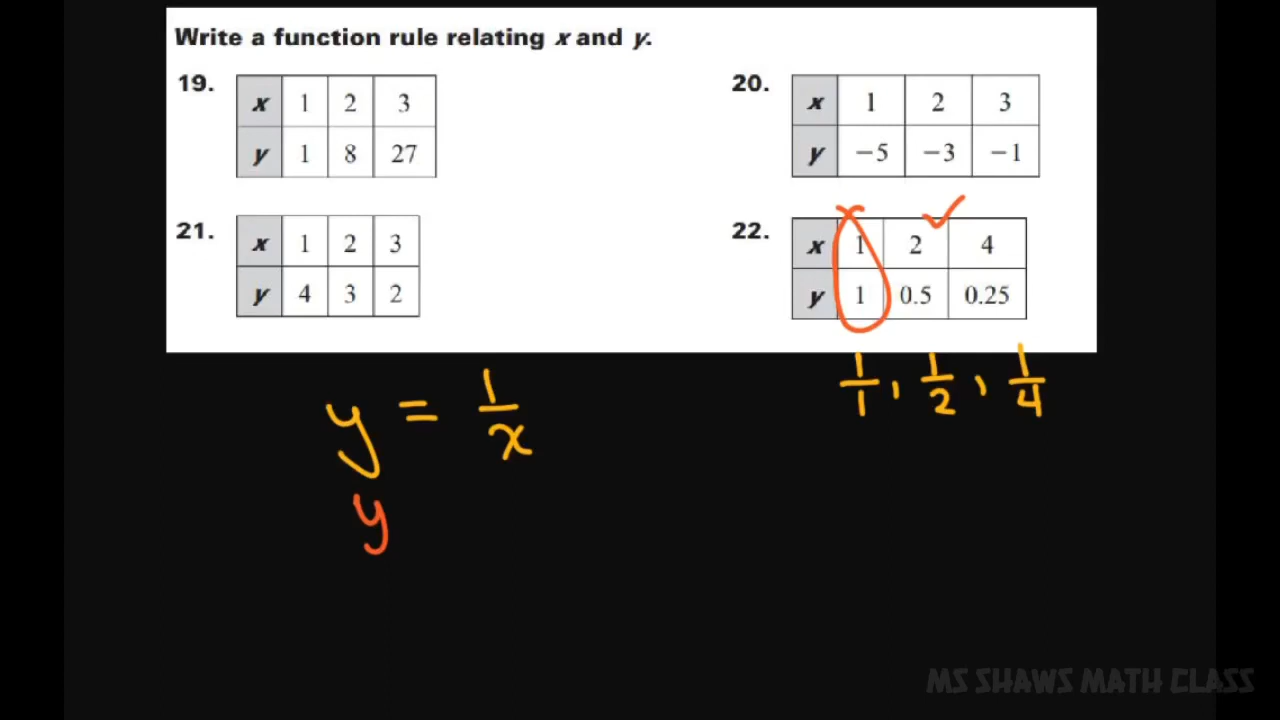 Write a function rule relating x and y.
19.
x 1 2 3
y 1 8 27
20.
x 1 2 3
y −5 −3 −1
21.
x 1 2 3
y 4 3 2
22.
x 1 2 4
y 1 0.5 0.25
1/1, 1/2, 1/4
y = 1/x
y
MS SHAWS MATH CLASS